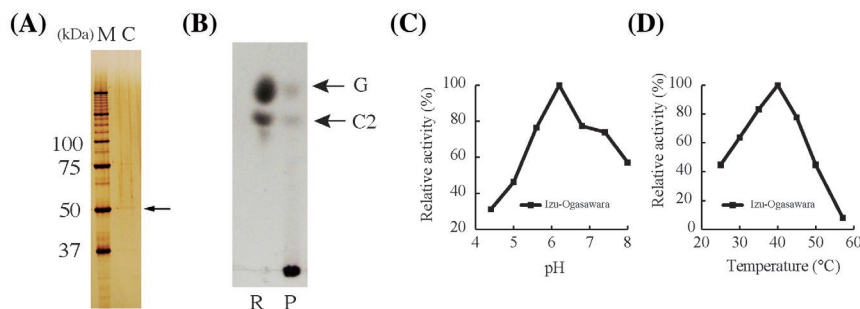 (A)
(kDa) M C
100
75
50
37
(B)
G
C2
R P
(C)
100
80
60
40
20
Relative activity (%)
Izu-Ogasawara
4 5 6 7 8
pH
(D)
100
80
60
40
20
0
Relative activity (%)
Izu-Ogasawara
20 30 40 50 60
Temperature (°C)